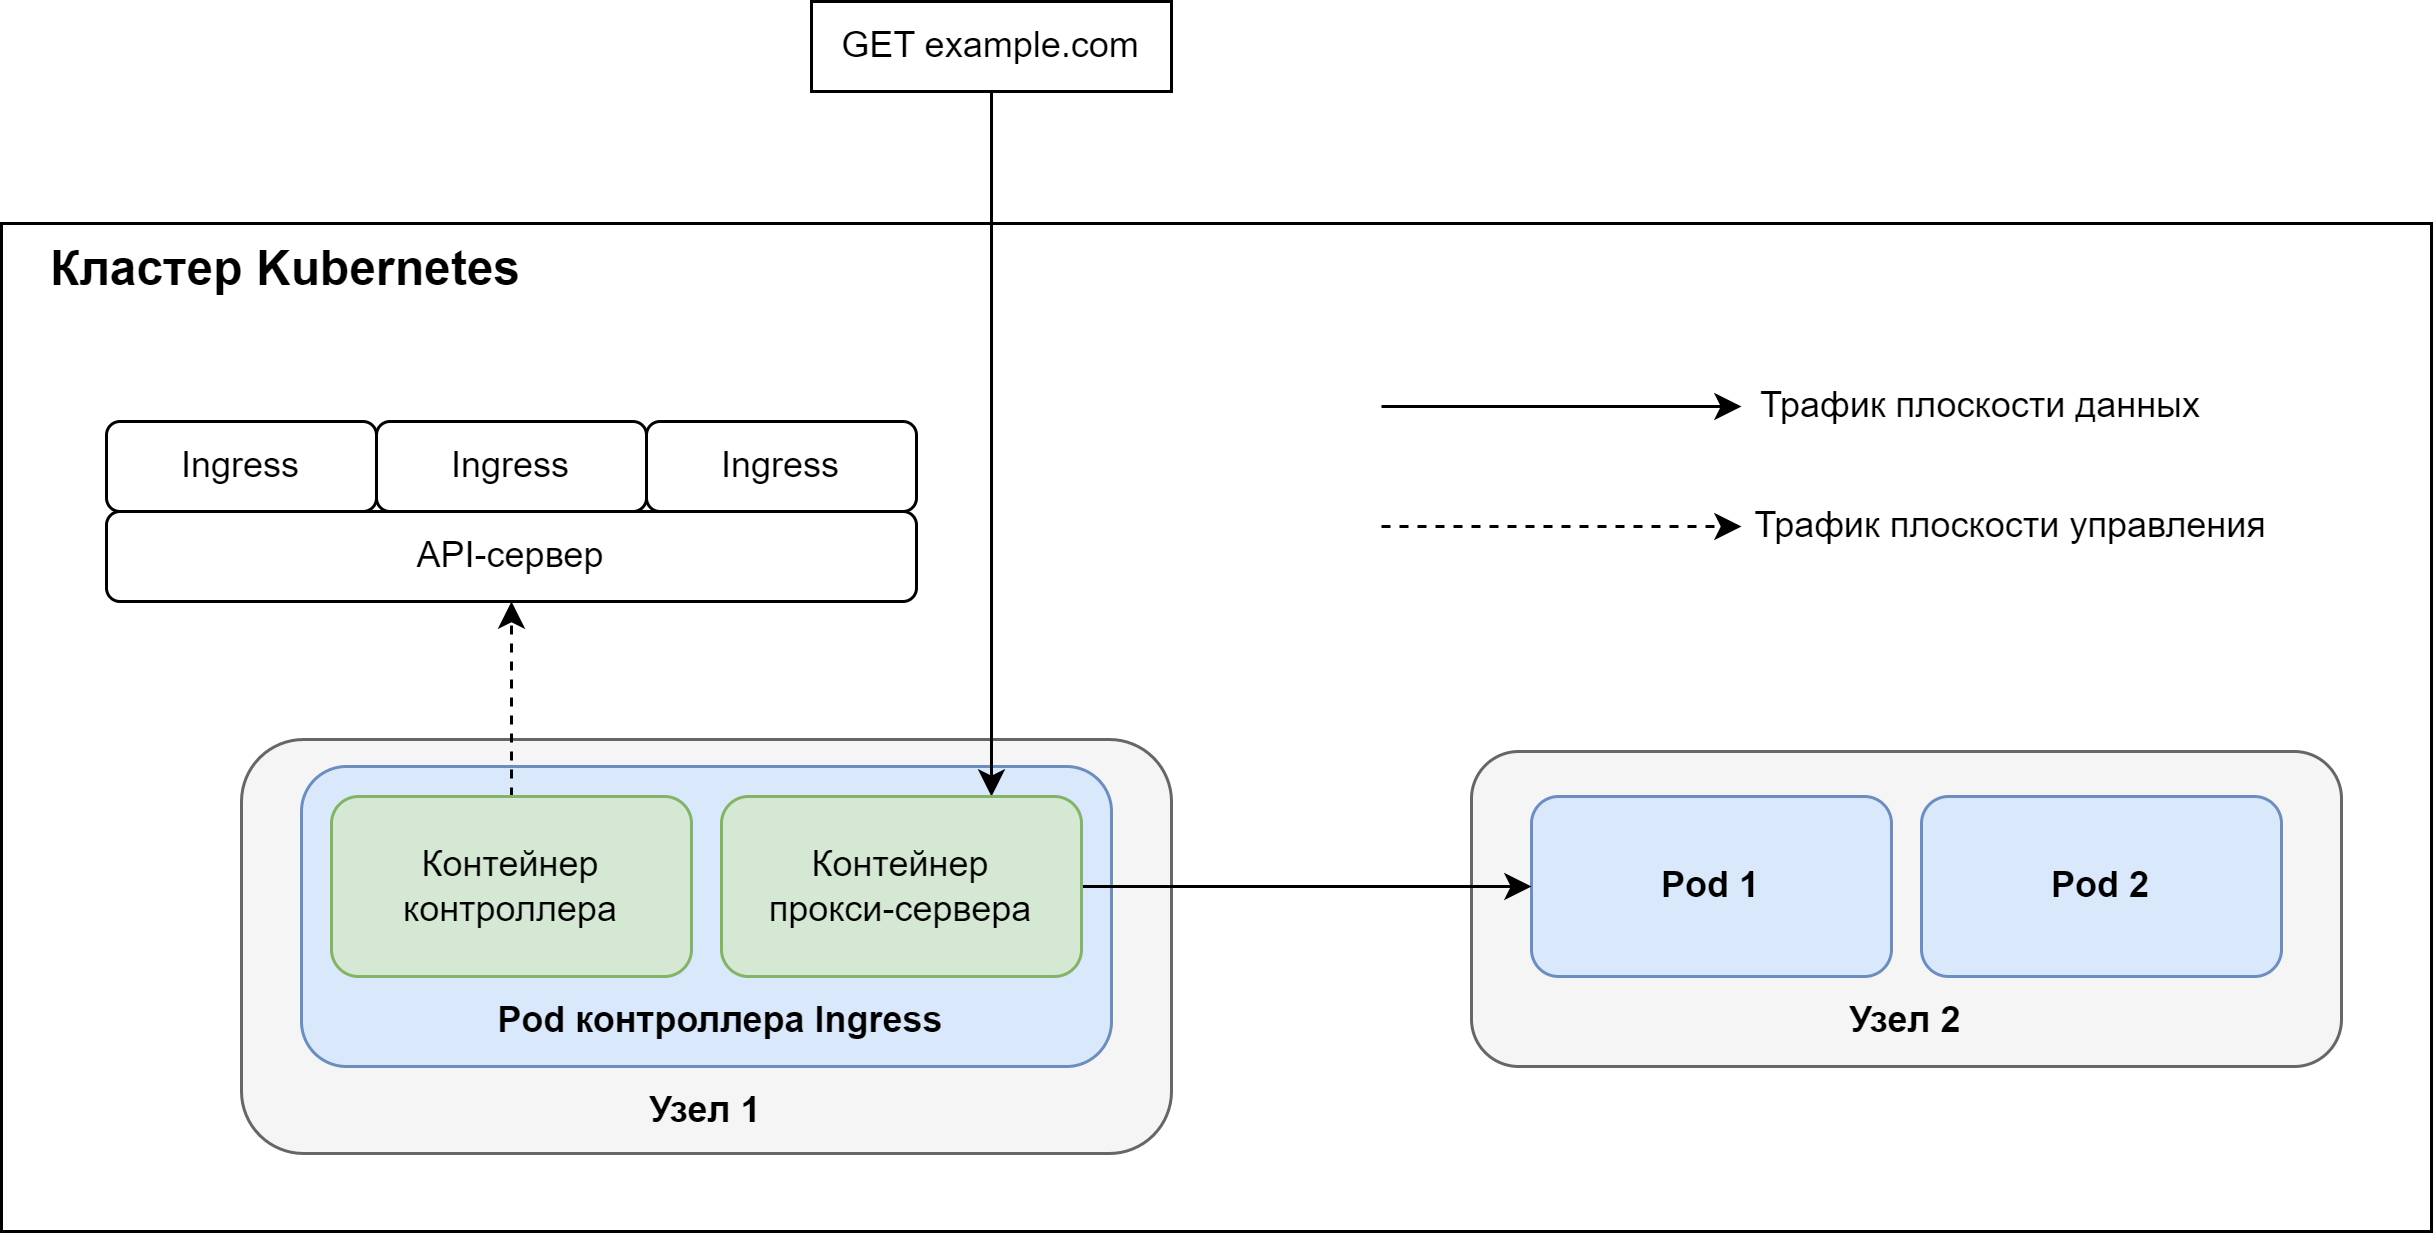 GET example.com
Кластер Kubernetes
Ingress
Ingress
Ingress
API-сервер
Трафик плоскости данных
Трафик плоскости управления
Контейнер
контроллера
Контейнер
прокси-сервера
Pod контроллера Ingress
Узел 1
Pod 1
Pod 2
Узел 2